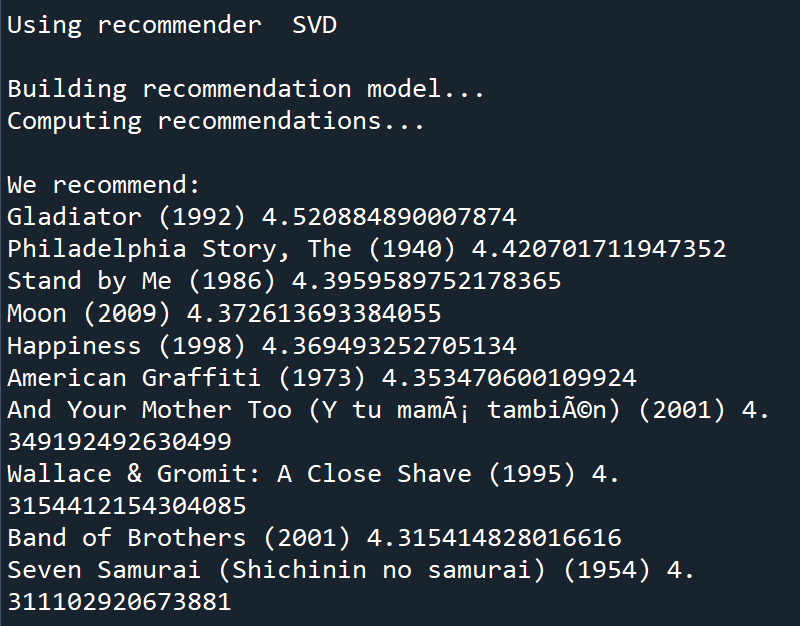 Using recommender  SVD
Building recommendation model...
Computing recommendations...
We recommend:
Gladiator (1992) 4.520884890007874
Philadelphia Story, The (1940) 4.420701711947352
Stand by Me (1986) 4.3959589752178365
Moon (2009) 4.372613693384055
Happiness (1998) 4.369493252705134
American Graffiti (1973) 4.353470600109924
And Your Mother Too (Y tu mamÃ¡ tambiÃ©n) (2001) 4.
349192492630499
Wallace & Gromit: A Close Shave (1995) 4.
3154412154304085
Band of Brothers (2001) 4.315414828016616
Seven Samurai (Shichinin no samurai) (1954) 4.
311102920673881